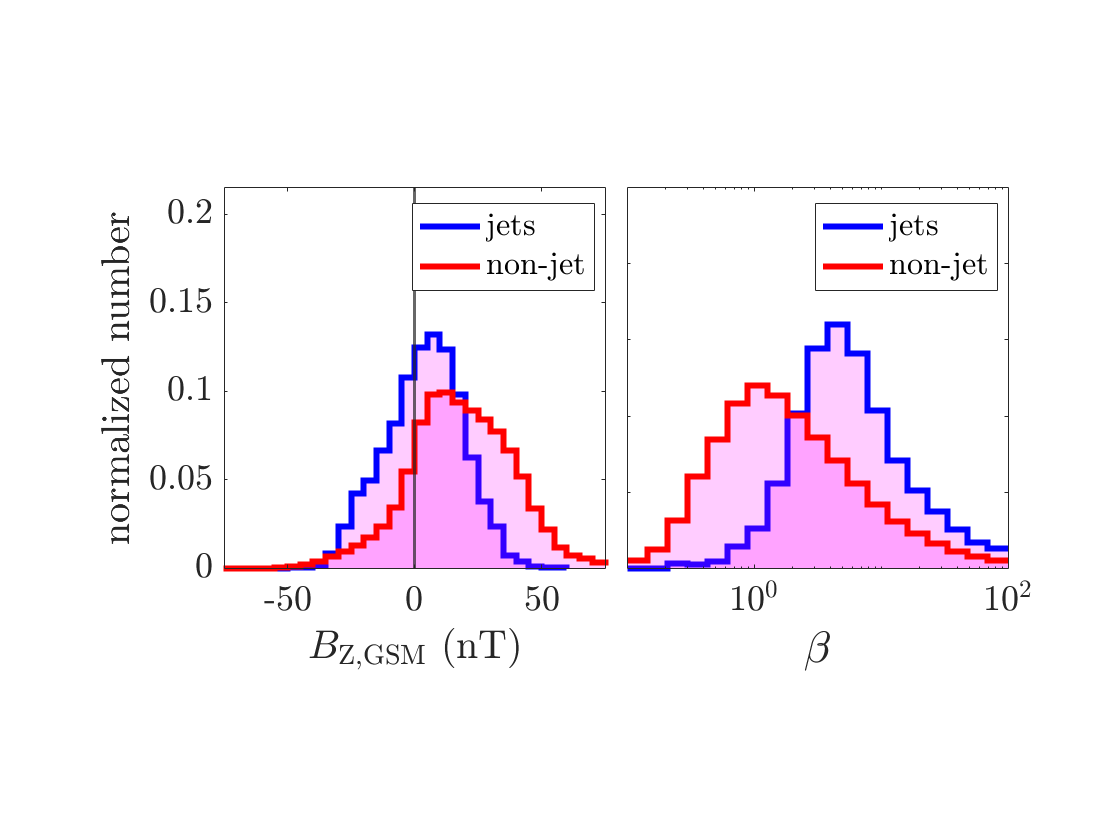 normalized number
0.2
0.15
0.1
0.05
0
-50 0 50
B_{Z,GSM} (nT)
jets
non-jet
jets
non-jet
10^0 10^2
β